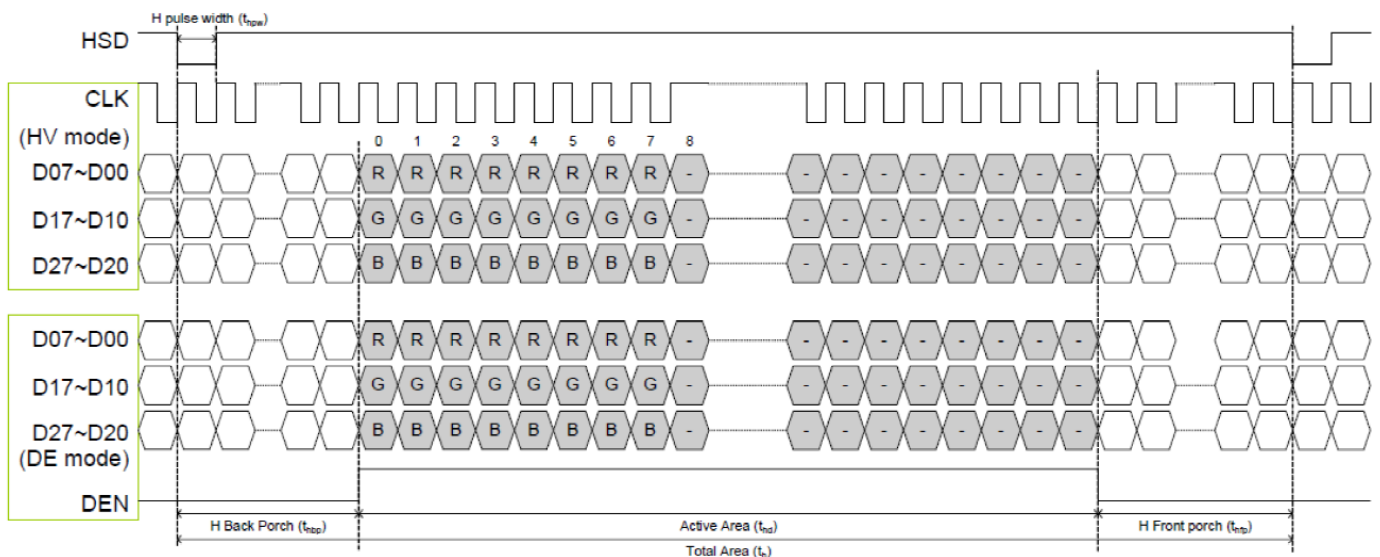 H pulse width (thpw)
HSD
CLK
(HV mode)
0 1 2 3 4 5 6 7 8
D07~D00 R R R R R R R R - - - - - - - - -
D17~D10 G G G G G G G G - - - - - - - - -
D27~D20 B B B B B B B B - - - - - - - - -
D07~D00 R R R R R R R R - - - - - - - - -
D17~D10 G G G G G G G G - - - - - - - - -
D27~D20 B B B B B B B B - - - - - - - - -
(DE mode)
DEN
H Back Porch (thbp) Active Area (thd) H Front porch (thfp)
Total Area (th)